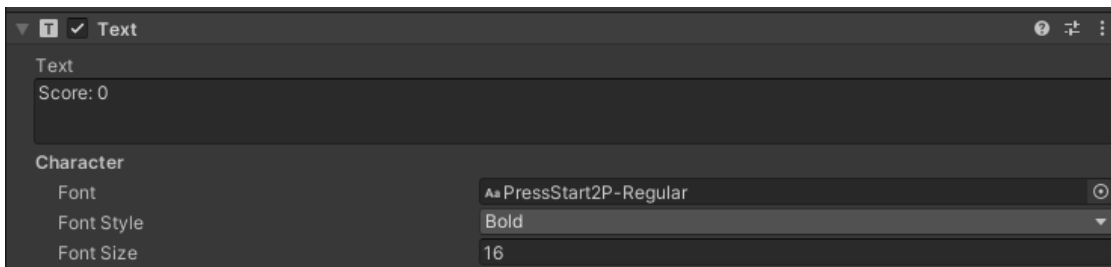 Text
Text
Score: 0
Character
Font Aa PressStart2P-Regular
Font Style Bold
Font Size 16